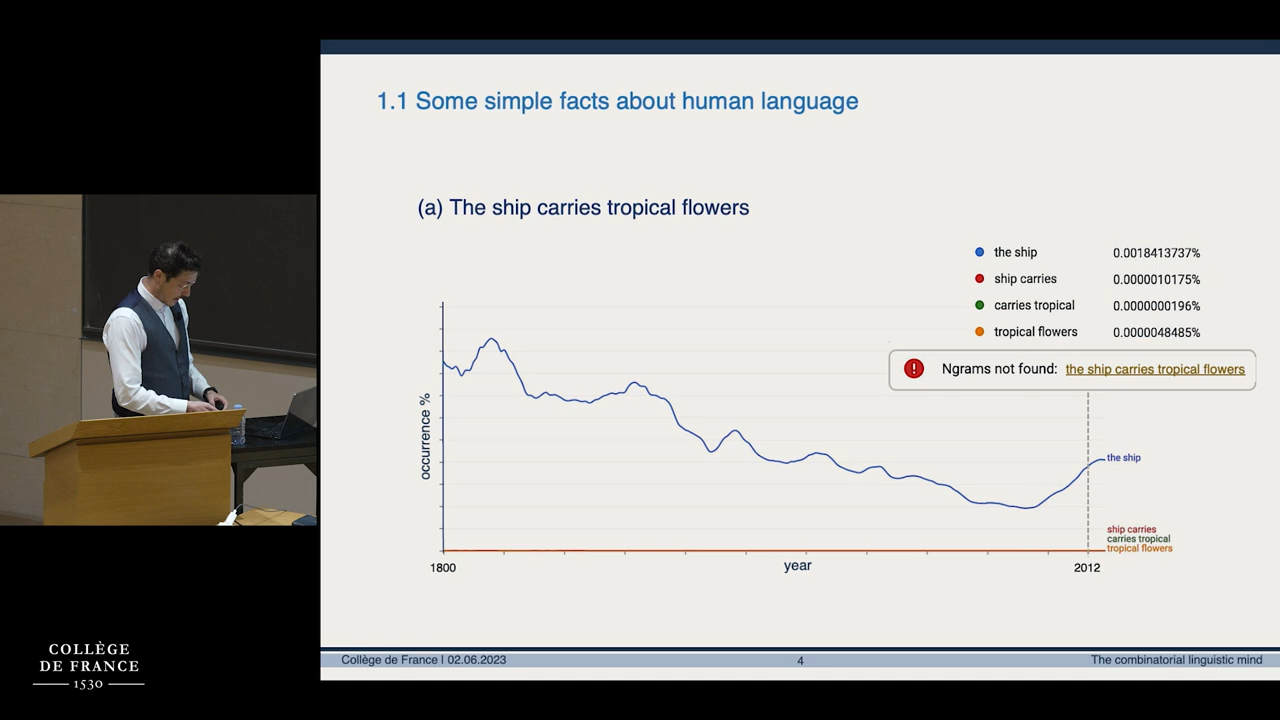 1.1 Some simple facts about human language
(a) The ship carries tropical flowers
the ship 0.0018413737%
ship carries 0.0000010175%
carries tropical 0.0000000196%
tropical flowers 0.0000048485%
Ngrams not found: the ship carries tropical flowers
occurrence %
the ship
ship carries
carries tropical
tropical flowers
1800
year
2012
Collège de France I 02.06.2023
4
The combinatorial linguistic mind
COLLÈGE
DE FRANCE
1530